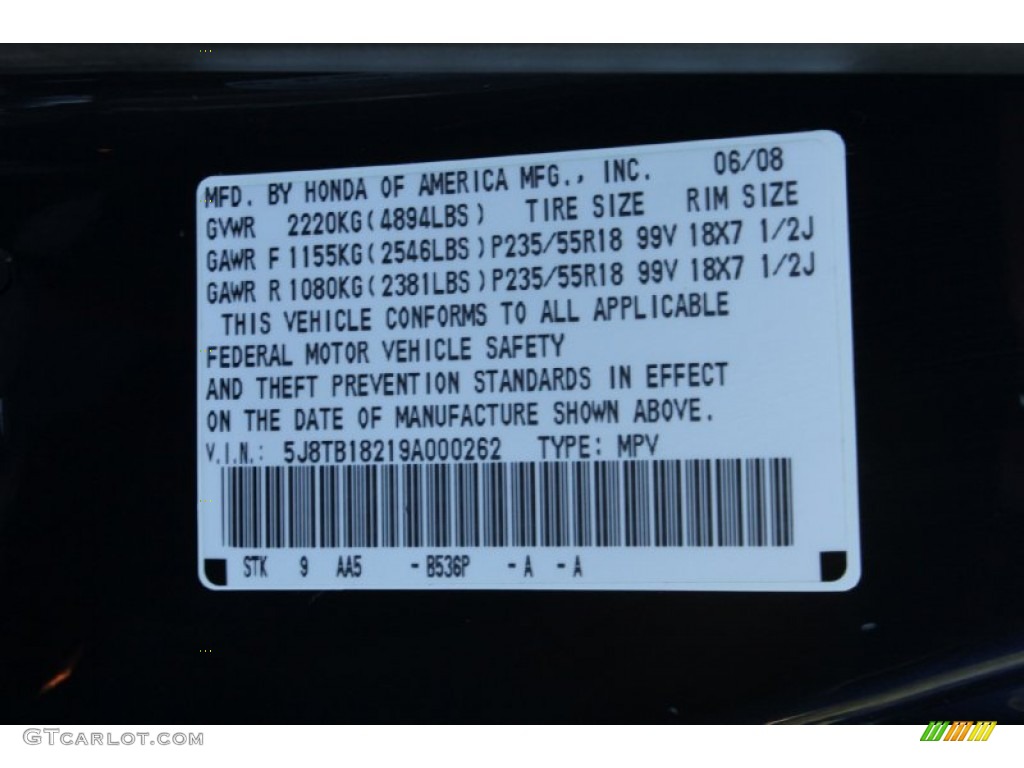 MFD. BY HONDA OF AMERICA MFG., INC. 06/08
GVWR 2220KG(4894LBS) TIRE SIZE RIM SIZE
GAWR F 1155KG(2546LBS) P235/55R18 99V 18X7 1/2J
GAWR R 1080KG(2381LBS) P235/55R18 99V 18X7 1/2J
THIS VEHICLE CONFORMS TO ALL APPLICABLE
FEDERAL MOTOR VEHICLE SAFETY
AND THEFT PREVENTION STANDARDS IN EFFECT
ON THE DATE OF MANUFACTURE SHOWN ABOVE.
V.I.N.: 5J8TB18219A000262 TYPE: MPV
STK 9 AA5 -B536P -A -A
GTCARLOT.COM